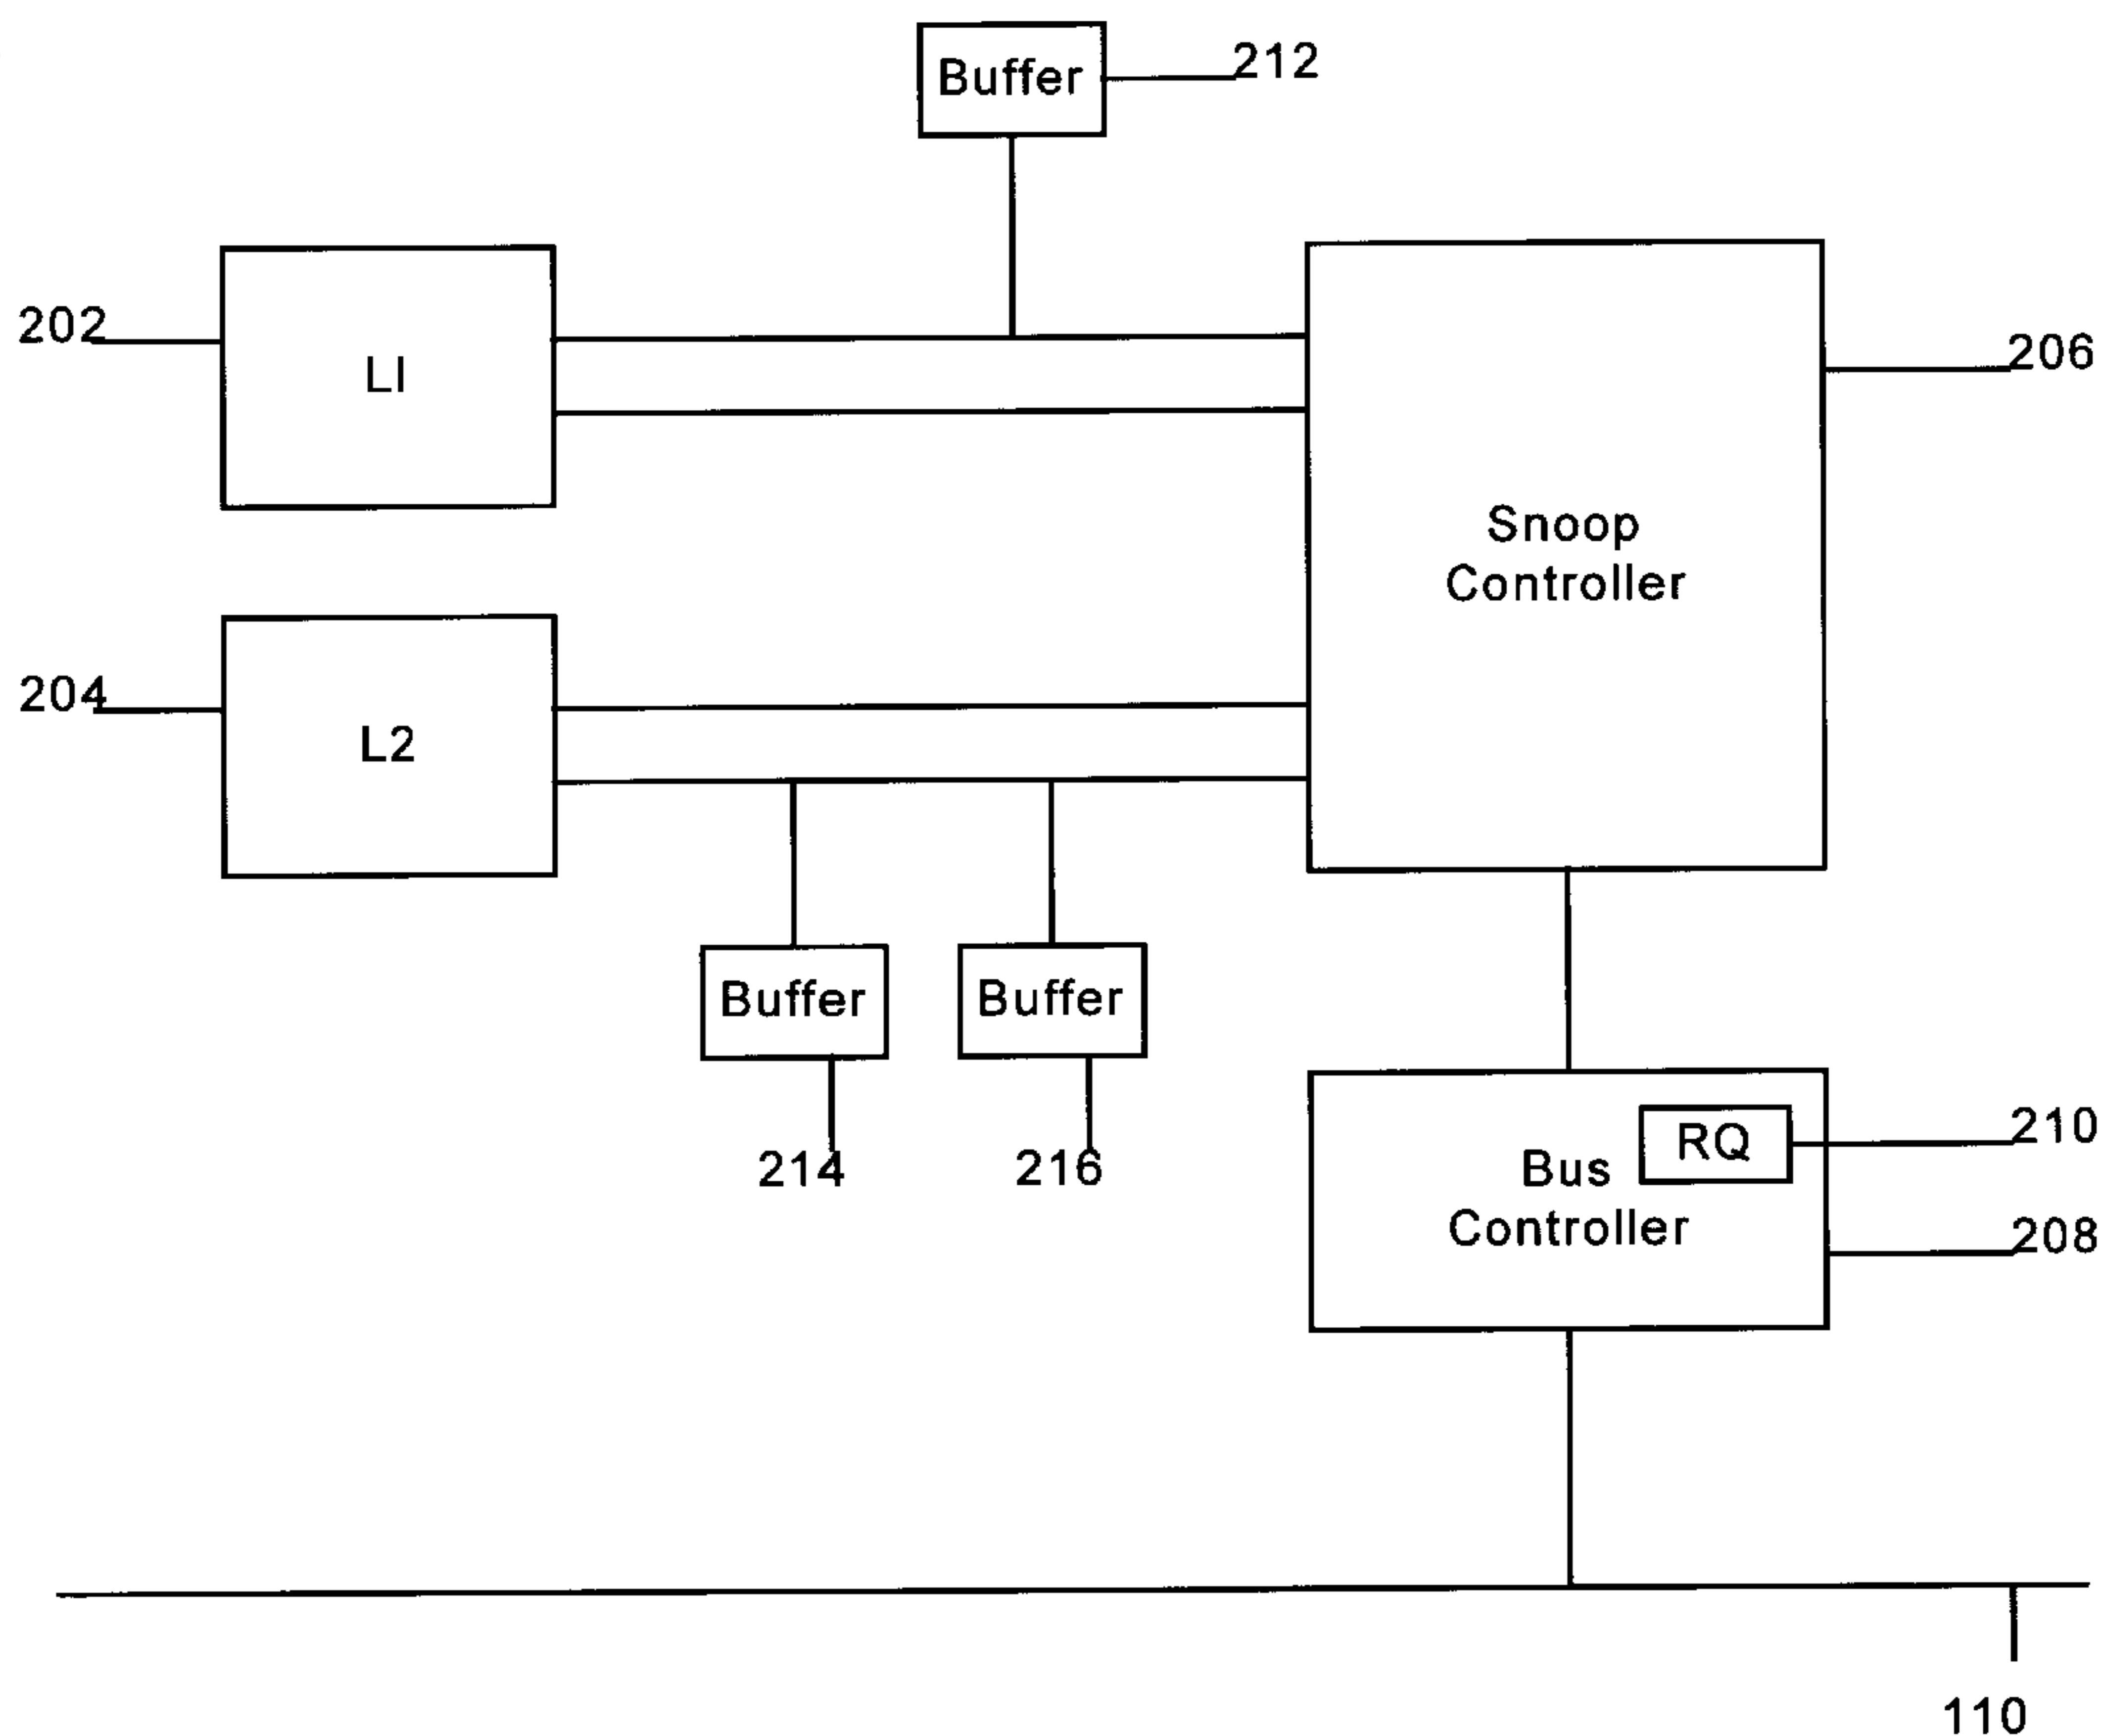 Buffer
212
202
LI
206
Snoop
Controller
204
L2
Buffer
Buffer
214
216
RQ
210
Bus
Controller
208
110